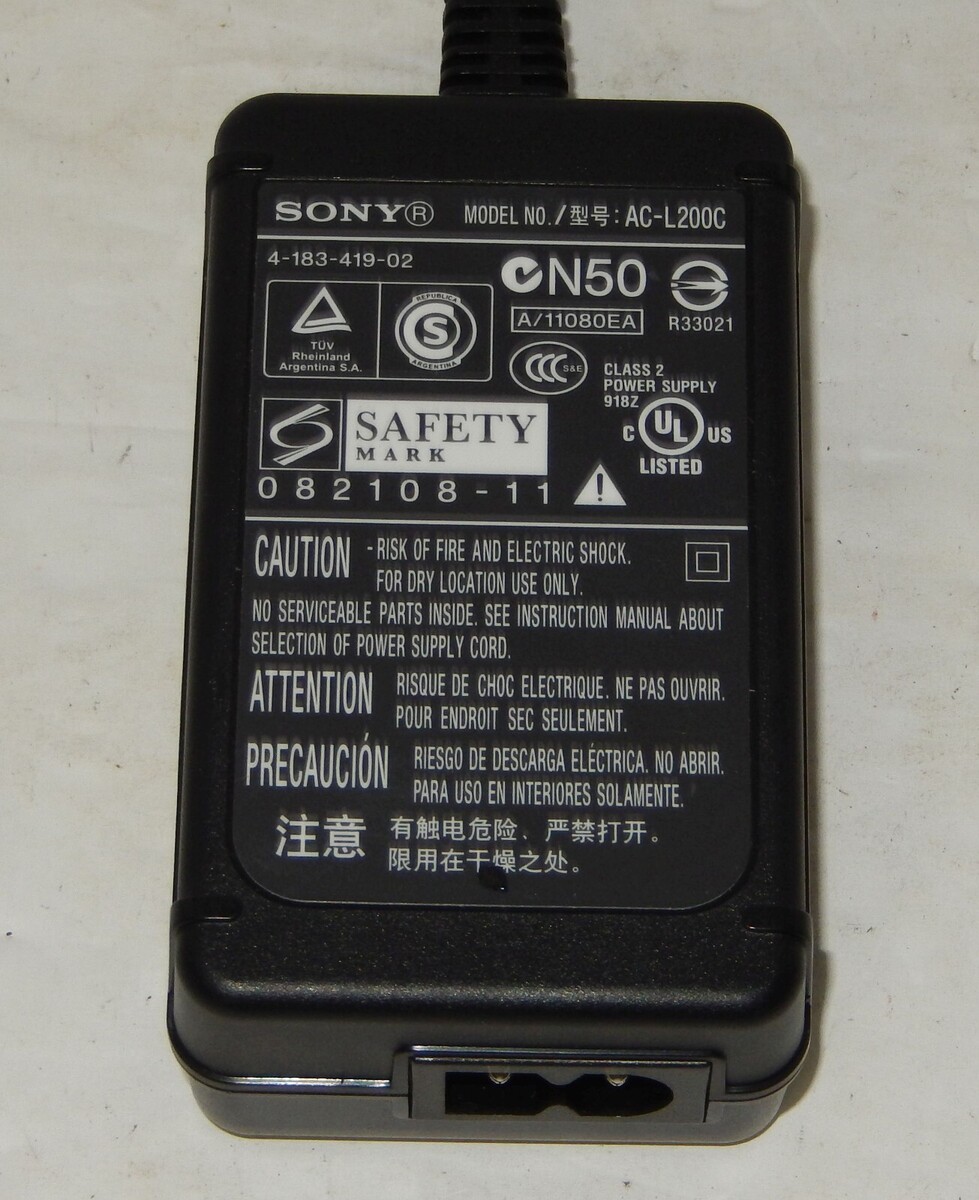 SONY® MODEL NO./型号: AC-L200C
4-183-419-02
N50
A/11080EA
R33021
TÜV
Rheinland
Argentina S.A.
REPUBLICA
S
ARGENTINA
CCC S&E
CLASS 2
POWER SUPPLY
918Z
C UL US
LISTED
SAFETY
MARK
082108-11
CAUTION -RISK OF FIRE AND ELECTRIC SHOCK.
FOR DRY LOCATION USE ONLY.
NO SERVICEABLE PARTS INSIDE. SEE INSTRUCTION MANUAL ABOUT
SELECTION OF POWER SUPPLY CORD.
ATTENTION RISQUE DE CHOC ELECTRIQUE. NE PAS OUVRIR.
POUR ENDROIT SEC SEULEMENT.
PRECAUCIÓN RIESGO DE DESCARGA ELÉCTRICA. NO ABRIR.
PARA USO EN INTERIORES SOLAMENTE.
注意 有触电危险、严禁打开。
限用在干燥之处。